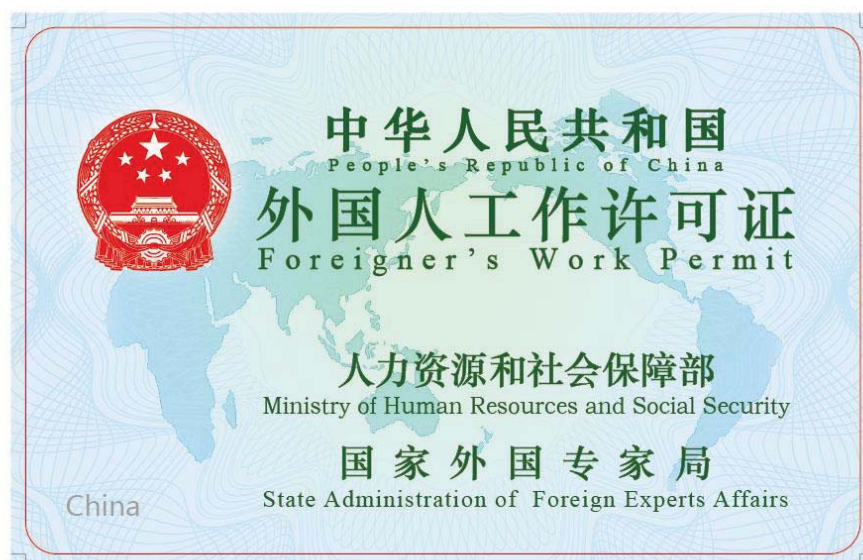 中华人民共和国
People's Republic of China
外国人工作许可证
Foreigner's Work Permit
人力资源和社会保障部
Ministry of Human Resources and Social Security
国家外国专家局
State Administration of Foreign Experts Affairs
China